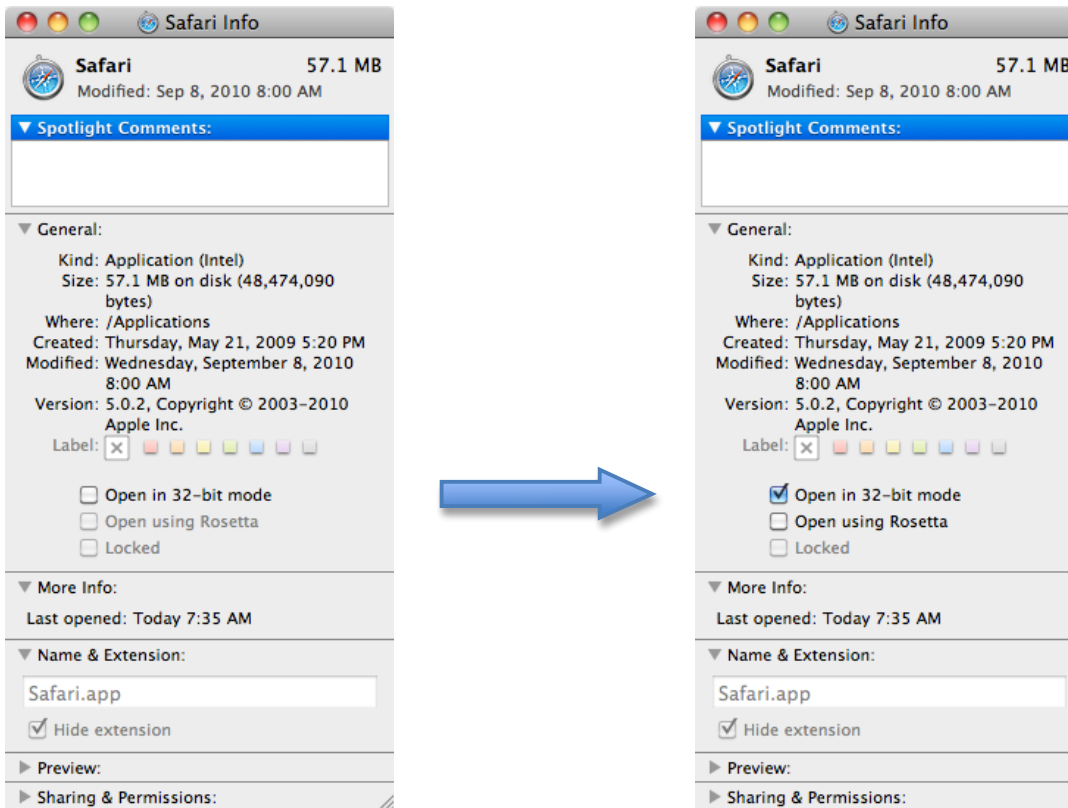 Safari Info
Safari 57.1 MB
Modified: Sep 8, 2010 8:00 AM
Spotlight Comments:
General:
Kind: Application (Intel)
Size: 57.1 MB on disk (48,474,090
bytes)
Where: /Applications
Created: Thursday, May 21, 2009 5:20 PM
Modified: Wednesday, September 8, 2010
8:00 AM
Version: 5.0.2, Copyright © 2003–2010
Apple Inc.
Label:
Open in 32-bit mode
Open using Rosetta
Locked
More Info:
Last opened: Today 7:35 AM
Name & Extension:
Safari.app
Hide extension
Preview:
Sharing & Permissions:
Safari Info
Safari 57.1 MB
Modified: Sep 8, 2010 8:00 AM
Spotlight Comments:
General:
Kind: Application (Intel)
Size: 57.1 MB on disk (48,474,090
bytes)
Where: /Applications
Created: Thursday, May 21, 2009 5:20 PM
Modified: Wednesday, September 8, 2010
8:00 AM
Version: 5.0.2, Copyright © 2003–2010
Apple Inc.
Label:
Open in 32-bit mode
Open using Rosetta
Locked
More Info:
Last opened: Today 7:35 AM
Name & Extension:
Safari.app
Hide extension
Preview:
Sharing & Permissions: